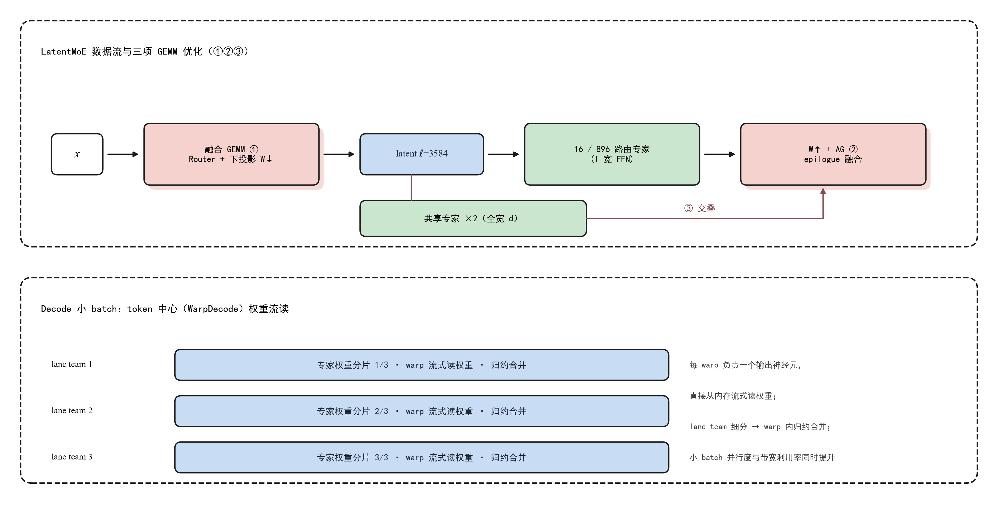 LatentMoE 数据流与三项 GEMM 优化（①②③）
x
融合 GEMM ①
Router + 下投影 W↓
latent ℓ=3584
16 / 896 路由专家
(l 宽 FFN)
W↑ + AG ②
epilogue 融合
③ 交叠
共享专家 ×2（全宽 d）
Decode 小 batch：token 中心（WarpDecode）权重流读
lane team 1
专家权重分片 1/3 · warp 流式读权重 · 归约合并
每 warp 负责一个输出神经元，
直接从内存流式读权重；
lane team 2
专家权重分片 2/3 · warp 流式读权重 · 归约合并
lane team 细分 → warp 内归约合并；
lane team 3
专家权重分片 3/3 · warp 流式读权重 · 归约合并
小 batch 并行度与带宽利用率同时提升